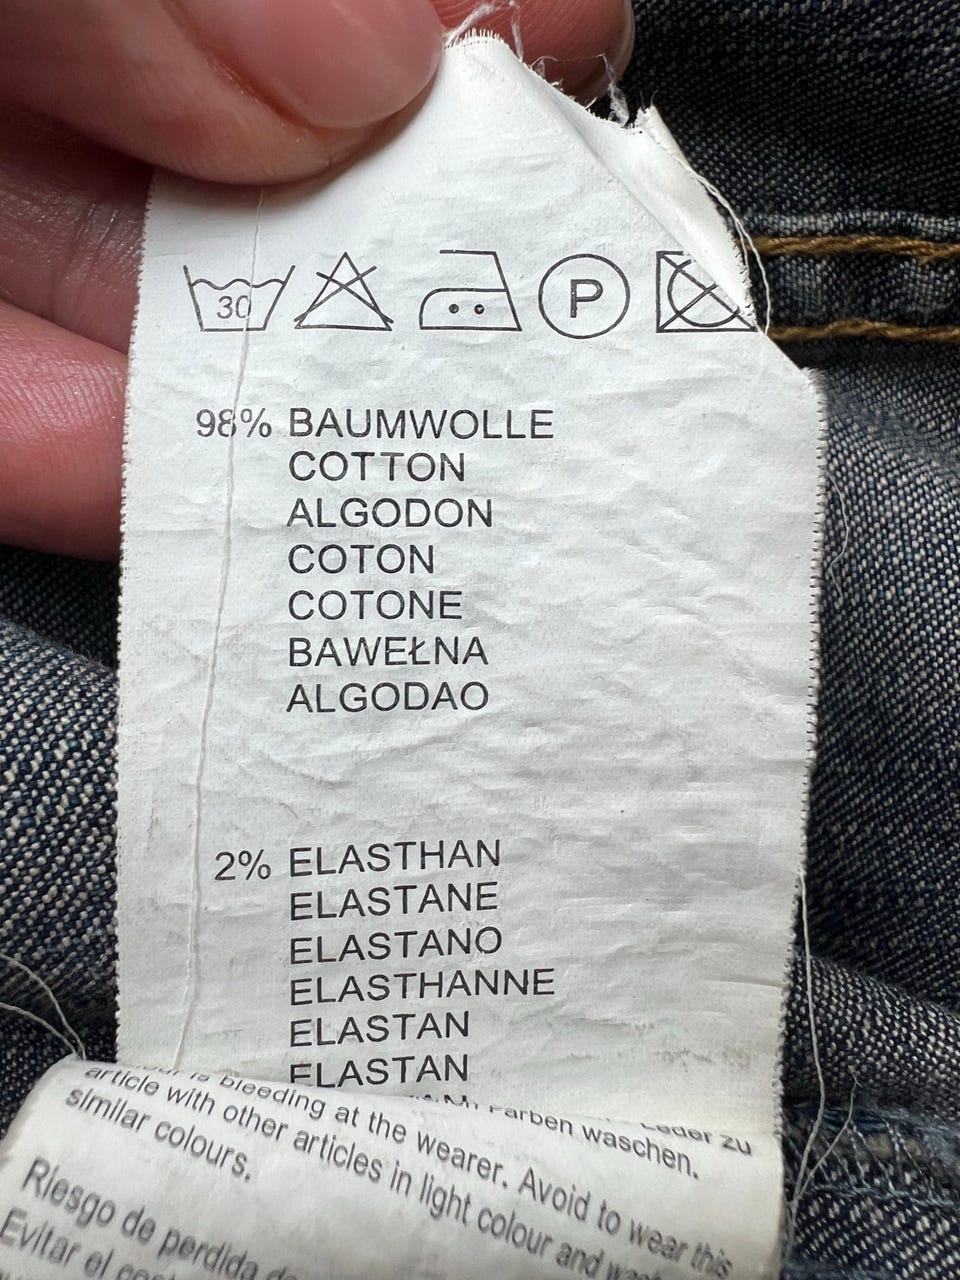 30
P
98% BAUMWOLLE
COTTON
ALGODON
COTON
COTONE
BAWEŁNA
ALGODAO
2% ELASTHAN
ELASTANE
ELASTANO
ELASTHANNE
ELASTAN
ELASTAN
Leder zu
Farben waschen.
is bleeding at the wearer. Avoid to wear this
article with other articles in light colour and
similar colours.
Riesgo de perdida
Evitar el